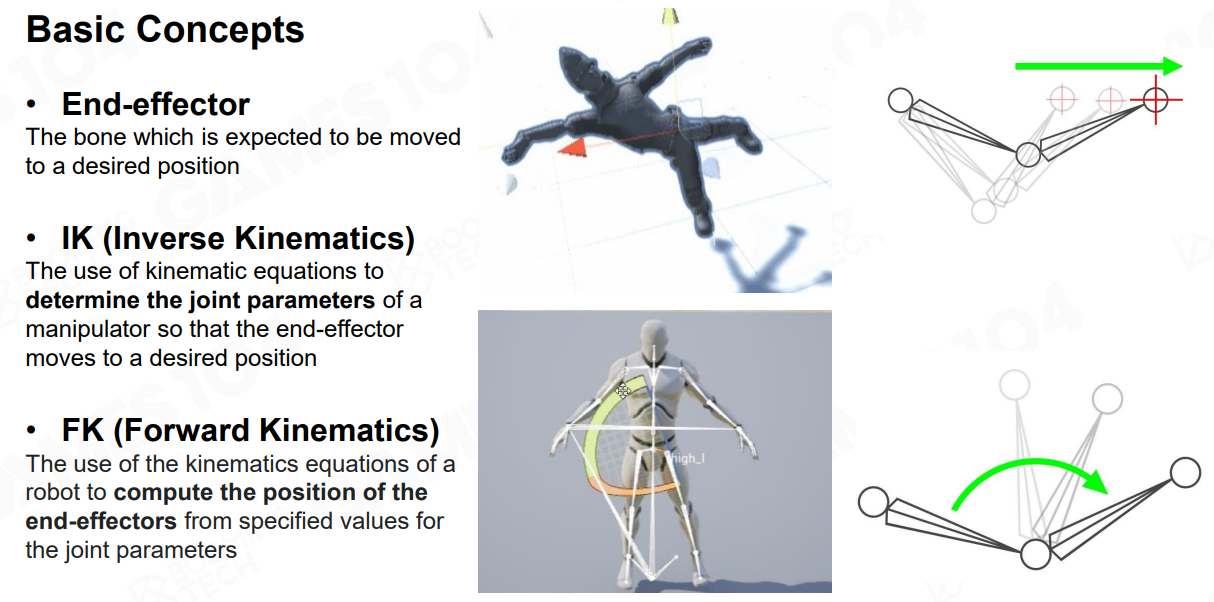 Basic Concepts
• End-effector
The bone which is expected to be moved
to a desired position
• IK (Inverse Kinematics)
The use of kinematic equations to
determine the joint parameters of a
manipulator so that the end-effector
moves to a desired position
• FK (Forward Kinematics)
The use of the kinematics equations of a
robot to compute the position of the
end-effectors from specified values for
the joint parameters
high_l
GAMES104